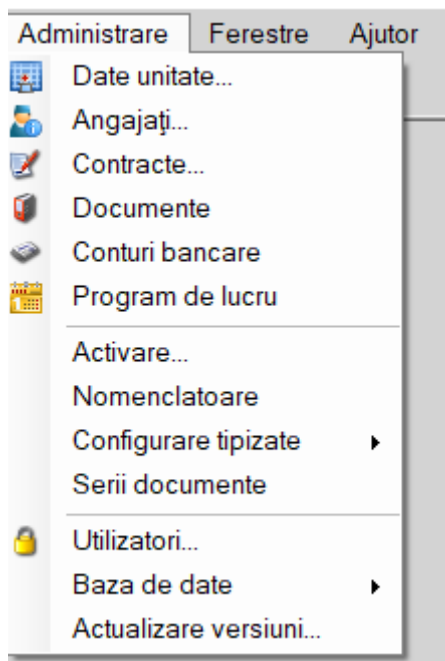 Administrare Ferestre Ajutor
Date unitate...
Angajaţi...
Contracte...
Documente
Conturi bancare
Program de lucru
Activare...
Nomenclatoare
Configurare tipizate
Serii documente
Utilizatori...
Baza de date
Actualizare versiuni...